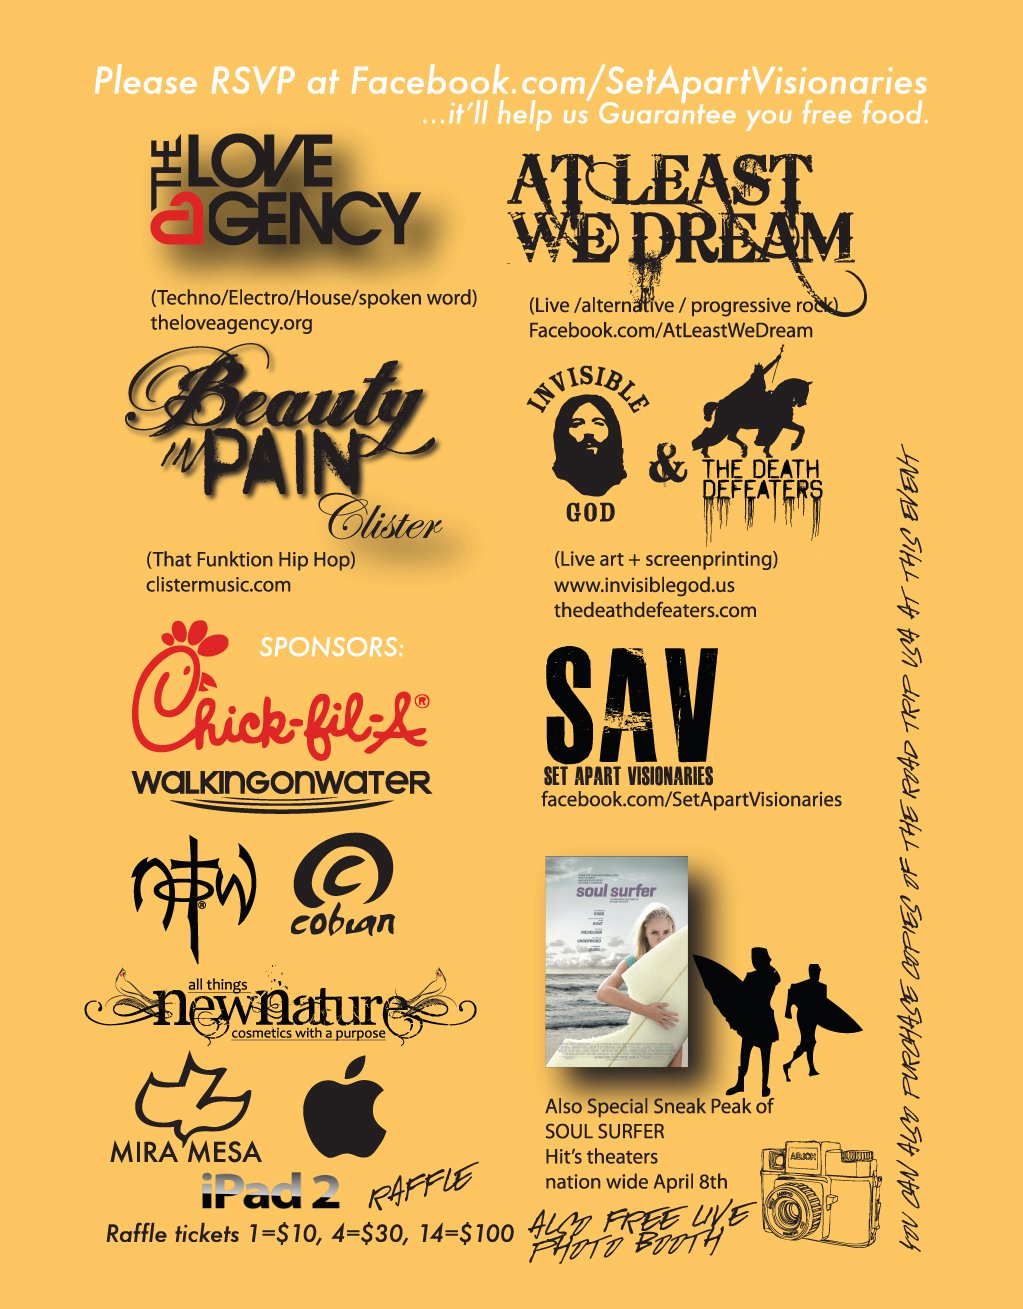 Please RSVP at Facebook.com/SetApartVisionaries
...it'll help us Guarantee you free food.
THE LOVE
aGENCY
(Techno/Electro/House/spoken word)
theloveagency.org
AT LEAST
WE DREAM
(Live /alternative / progressive rock)
Facebook.com/AtLeastWeDream
Beauty
IN PAIN
Clister
(That Funktion Hip Hop)
clistermusic.com
INVISIBLE
GOD
&
THE DEATH
DEFEATERS
(Live art + screenprinting)
www.invisiblegod.us
thedeathdefeaters.com
SPONSORS:
Chick-fil-A®
WALKINGONWATER
NOTW®
cobian
all things
newnature
cosmetics with a purpose
MIRA MESA
iPad 2 RAFFLE
Raffle tickets 1=$10, 4=$30, 14=$100
SAV
SET APART VISIONARIES
facebook.com/SetApartVisionaries
soul surfer
Also Special Sneak Peak of
SOUL SURFER
Hit's theaters
nation wide April 8th
ALSO FREE LIVE
PHOTO BOOTH
YOU CAN ALSO PURCHASE COPIES OF THE ROAD TRIP USA AT THIS EVENT